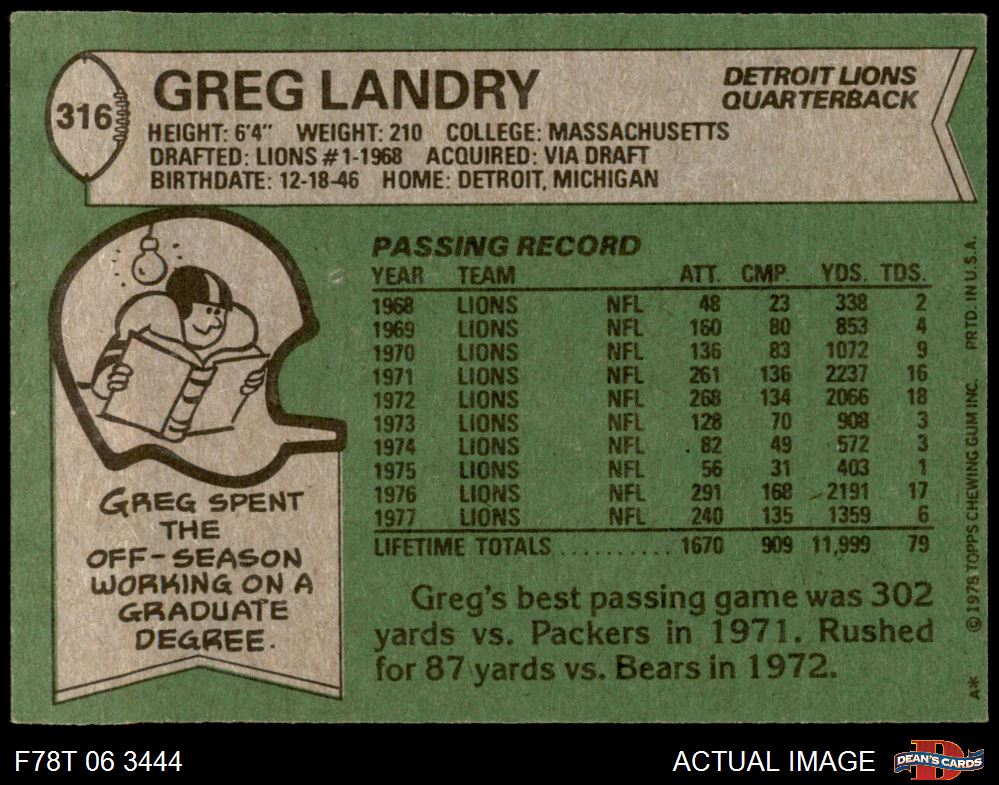 316
GREG LANDRY
DETROIT LIONS
QUARTERBACK
HEIGHT: 6'4" WEIGHT: 210 COLLEGE: MASSACHUSETTS
DRAFTED: LIONS #1-1968 ACQUIRED: VIA DRAFT
BIRTHDATE: 12-18-46 HOME: DETROIT, MICHIGAN
GREG SPENT
THE
OFF-SEASON
WORKING ON A
GRADUATE
DEGREE.
PASSING RECORD
YEAR TEAM ATT. CMP. YDS. TDS.
1968 LIONS NFL 48 23 338 2
1969 LIONS NFL 160 80 853 4
1970 LIONS NFL 136 83 1072 9
1971 LIONS NFL 261 136 2237 16
1972 LIONS NFL 268 134 2066 18
1973 LIONS NFL 128 70 908 3
1974 LIONS NFL 82 49 572 3
1975 LIONS NFL 56 31 403 1
1976 LIONS NFL 291 168 2191 17
1977 LIONS NFL 240 135 1359 6
LIFETIME TOTALS .......... 1670 909 11,999 79
Greg's best passing game was 302
yards vs. Packers in 1971. Rushed
for 87 yards vs. Bears in 1972.
A* © 1978 TOPPS CHEWING GUM INC. PRTD. IN U.S.A.
F78T 06 3444
ACTUAL IMAGE
D
DEAN'S CARDS